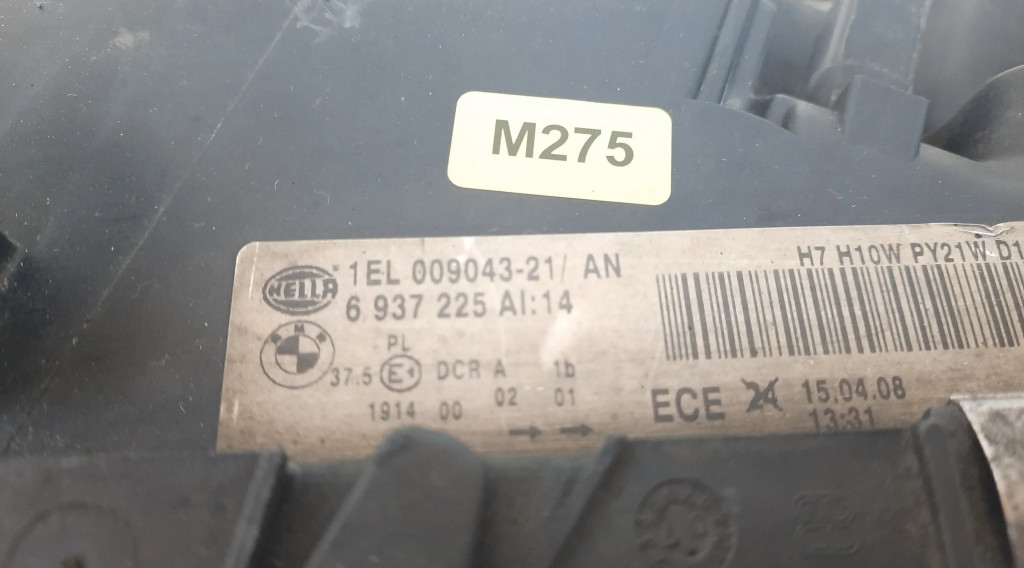 M275
HELLA® 1EL 009043-21/ AN
6 937 225 AI:14
H7 H10W PY21W D1
PL
37.5 E1 DCR A 1b
1914 00 02 01
ECE 24 15.04.08
13:31